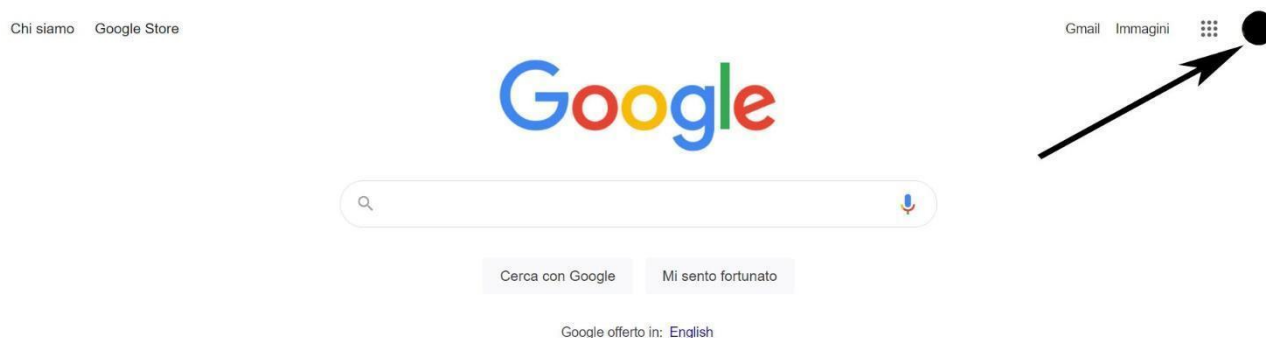 Chi siamo Google Store Gmail Immagini
Google
Cerca con Google Mi sento fortunato
Google offerto in: English